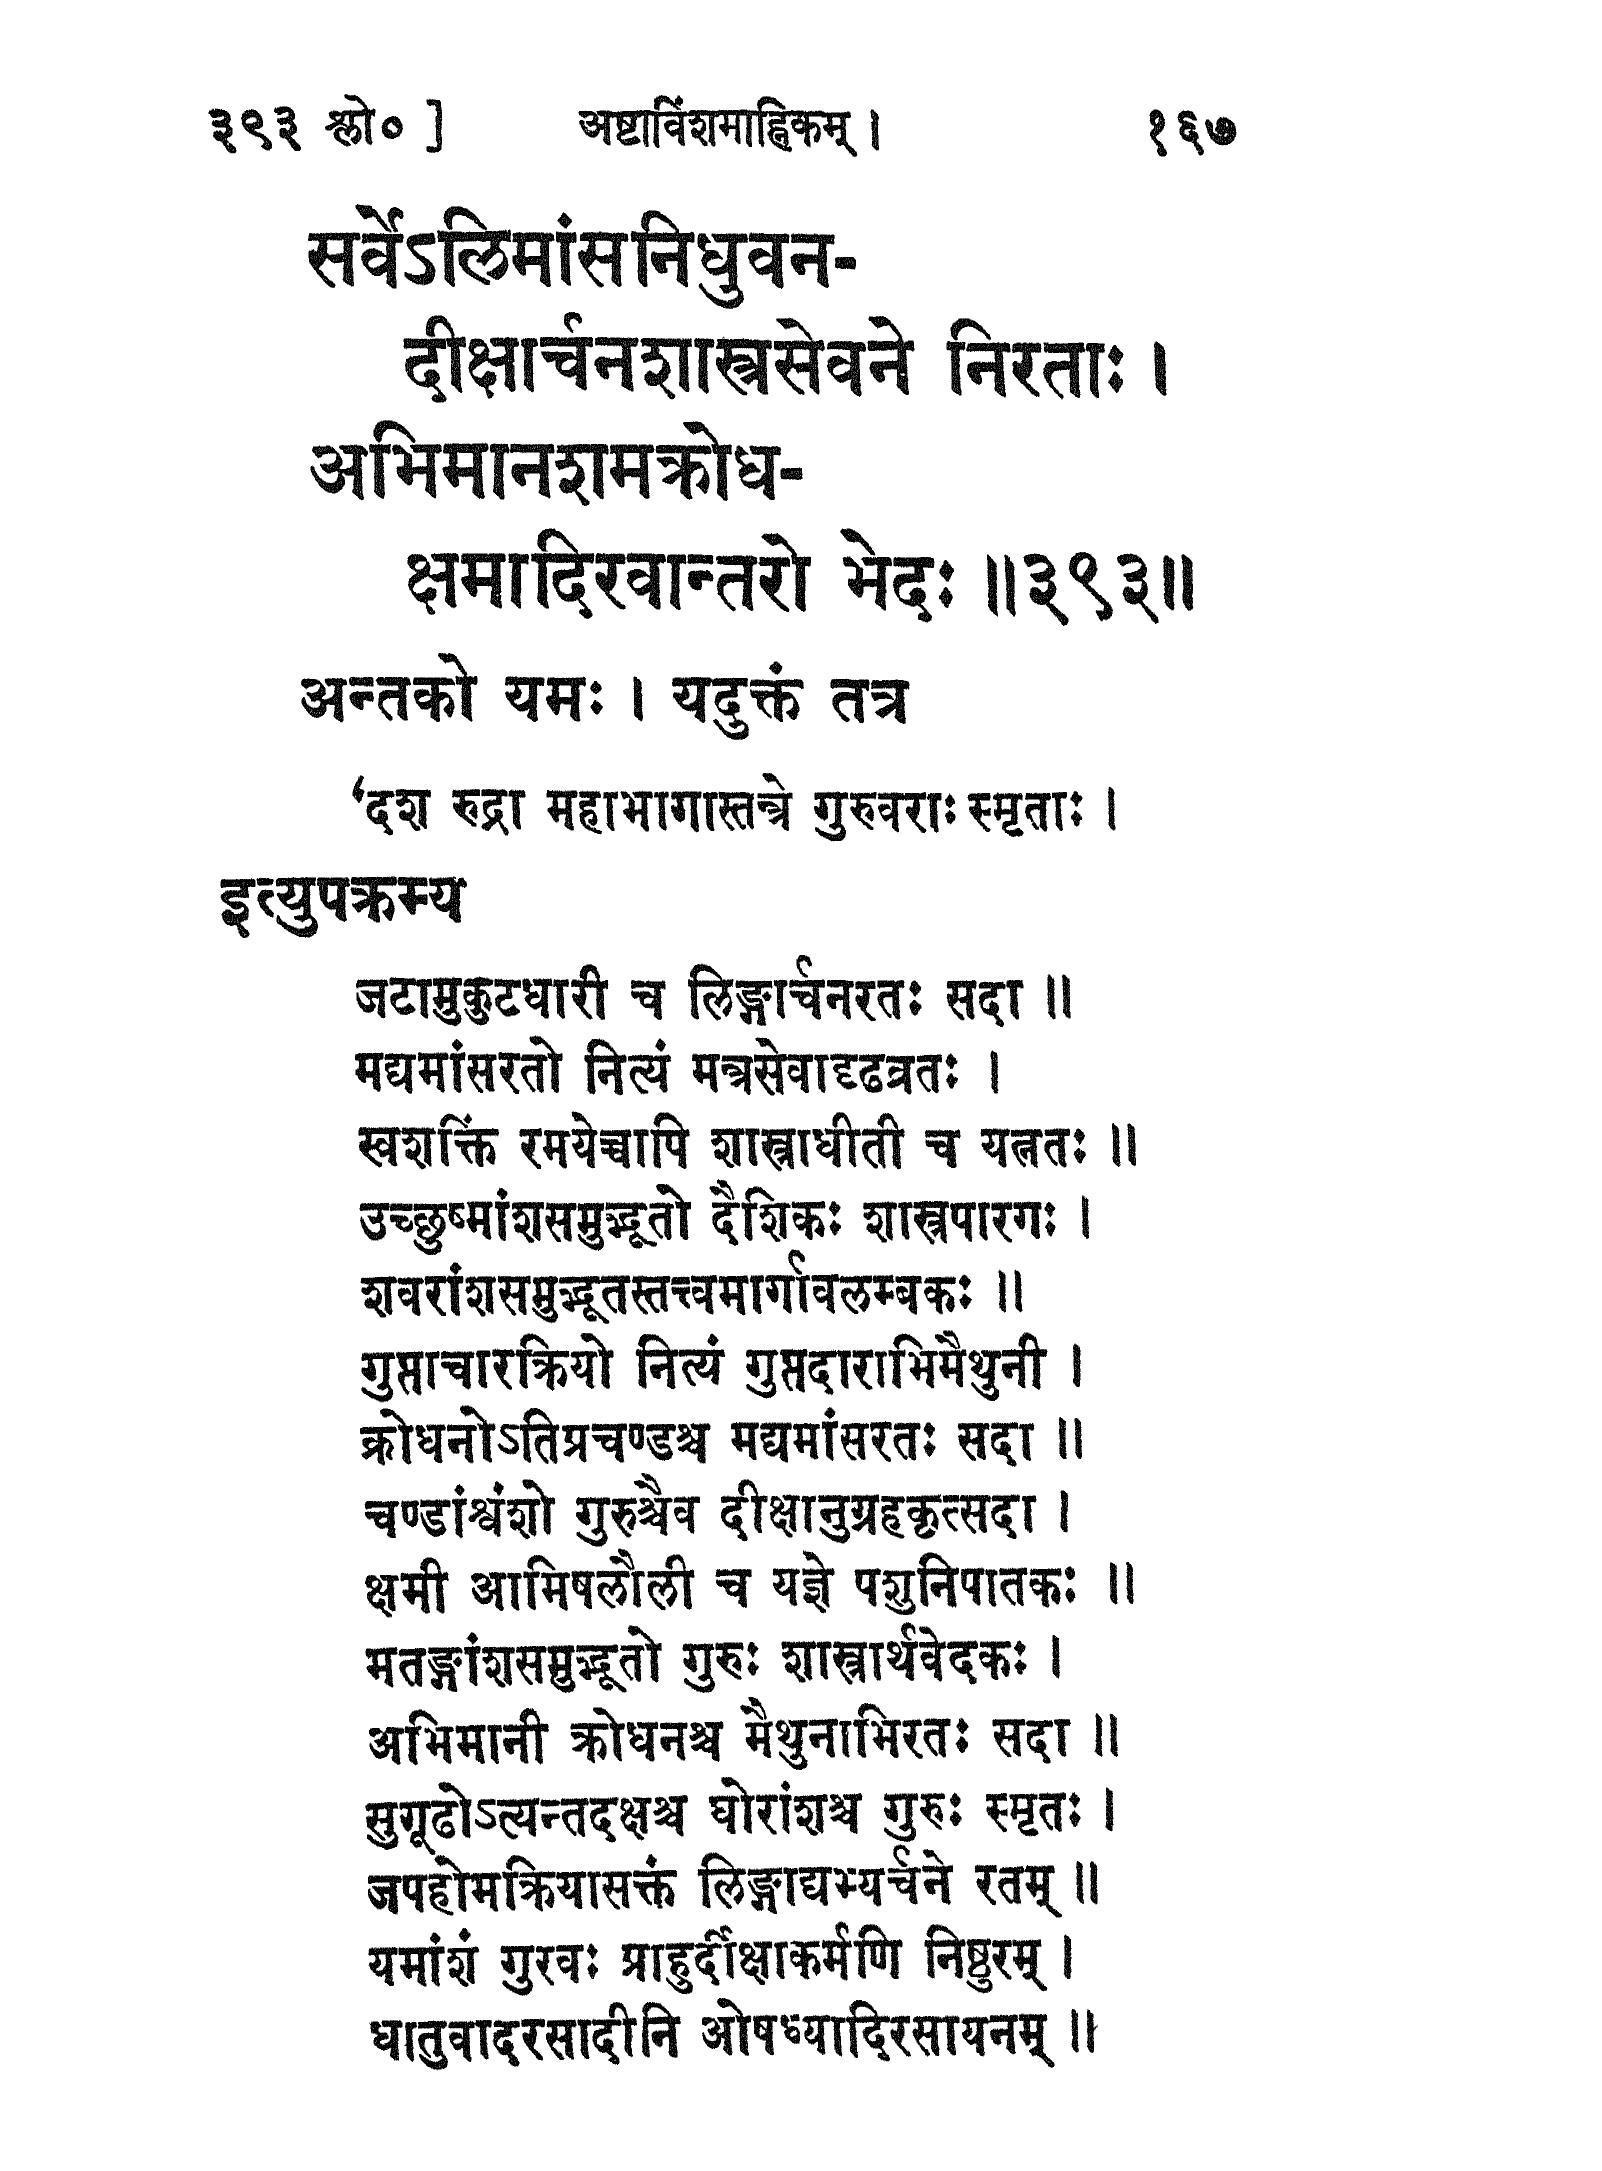 ३९३ श्लो० ] अष्टाविंशमाह्निकम् । १६७
सर्वेऽलिमांसनिधुवन-
दीक्षार्चनशास्त्रसेवने निरताः ।
अभिमानशमक्रोध-
क्षमादिरवान्तरो भेदः ॥३९३॥
अन्तको यमः । यदुक्तं तत्र
‘दश रुद्रा महाभागास्तन्त्रे गुरुवराः स्मृताः ।
इत्युपक्रम्य
जटामुकुटधारी च लिङ्गार्चनरतः सदा ॥
मद्यमांसरतो नित्यं मन्त्रसेवादृढव्रतः ।
स्वशक्तिं रमयेच्चापि शास्त्राधीती च यत्नतः ॥
उच्छुष्मांशसमुद्भूतो दैशिकः शास्त्रपारगः ।
शवरांशसमुद्भूतस्तत्त्वमार्गावलम्बकः ॥
गुप्ताचारक्रियो नित्यं गुप्तदाराभिमैथुनी ।
क्रोधनोऽतिप्रचण्डश्च मद्यमांसरतः सदा ॥
चण्डांश्वंशो गुरुश्चैव दीक्षानुग्रहकृत्सदा ।
क्षमी आमिषलौली च यज्ञे पशुनिपातकः ॥
मतङ्गांशसमुद्भूतो गुरुः शास्त्रार्थवेदकः ।
अभिमानी क्रोधनश्च मैथुनाभिरतः सदा ॥
सुगूढोऽत्यन्तदक्षश्च घोरांशश्च गुरुः स्मृतः ।
जपहोमक्रियासक्तं लिङ्गाद्यभ्यर्चने रतम् ॥
यमांशं गुरवः प्राहुर्दीक्षाकर्मणि निष्ठुरम् ।
धातुवादरसादीनि ओषध्यादिरसायनम् ॥